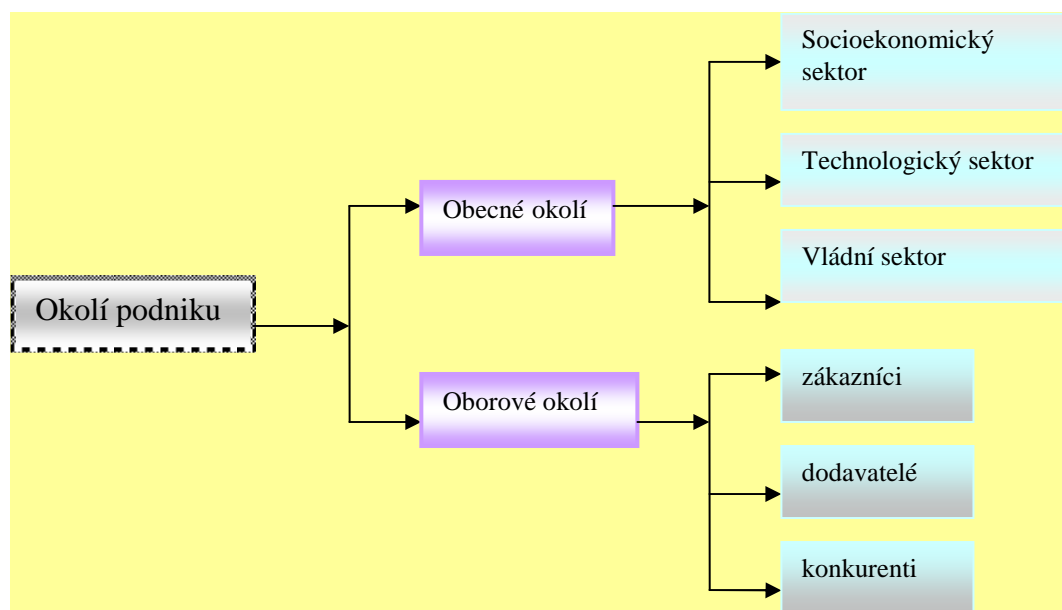 Okolí podniku
Obecné okolí
Socioekonomický
sektor
Technologický sektor
Vládní sektor
Oborové okolí
zákazníci
dodavatelé
konkurenti